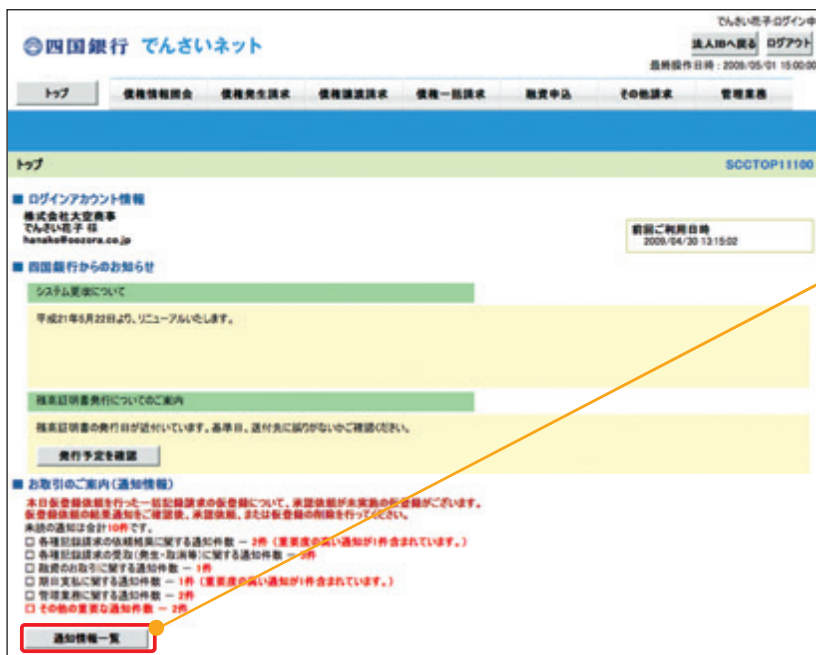 でんさい花子ログイン中
四国銀行 でんさいネット
法人IBへ戻る ログアウト
最終操作日時:2009/05/01 15:00:00
トップ 債権情報照会 債権発生請求 債権譲渡請求 債権一括請求 融資申込 その他請求 管理業務
トップ SCCTOP11100
■ ログインアカウント情報
株式会社大空商事
でんさい花子 様
hanako@oozora.co.jp
前回ご利用日時
2009/04/30 13:15:02
■ 四国銀行からのお知らせ
システム更改について
平成21年5月22日より、リニューアルいたします。
残高証明書発行についてのご案内
残高証明書の発行日が近付いています。基準日、送付先に誤りがないかご確認ください。
発行予定を確認
■ お取引のご案内(通知情報)
本日仮登録依頼を行った一括記録請求の仮登録について、承認依頼が未実施の仮登録がございます。
仮登録依頼の結果通知をご確認後、承認依頼、または仮登録の削除を行ってください。
未読の通知は合計10件です。
□ 各種記録請求の依頼結果に関する通知件数 - 2件 (重要度の高い通知が1件含まれています。)
□ 各種記録請求の受取(発生・取消等)に関する通知件数 - 2件
□ 融資のお取引に関する通知件数 - 1件
□ 期日支払に関する通知件数 - 1件 (重要度の高い通知が1件含まれています。)
□ 管理業務に関する通知件数 - 2件
□ その他の重要な通知件数 - 2件
通知情報一覧